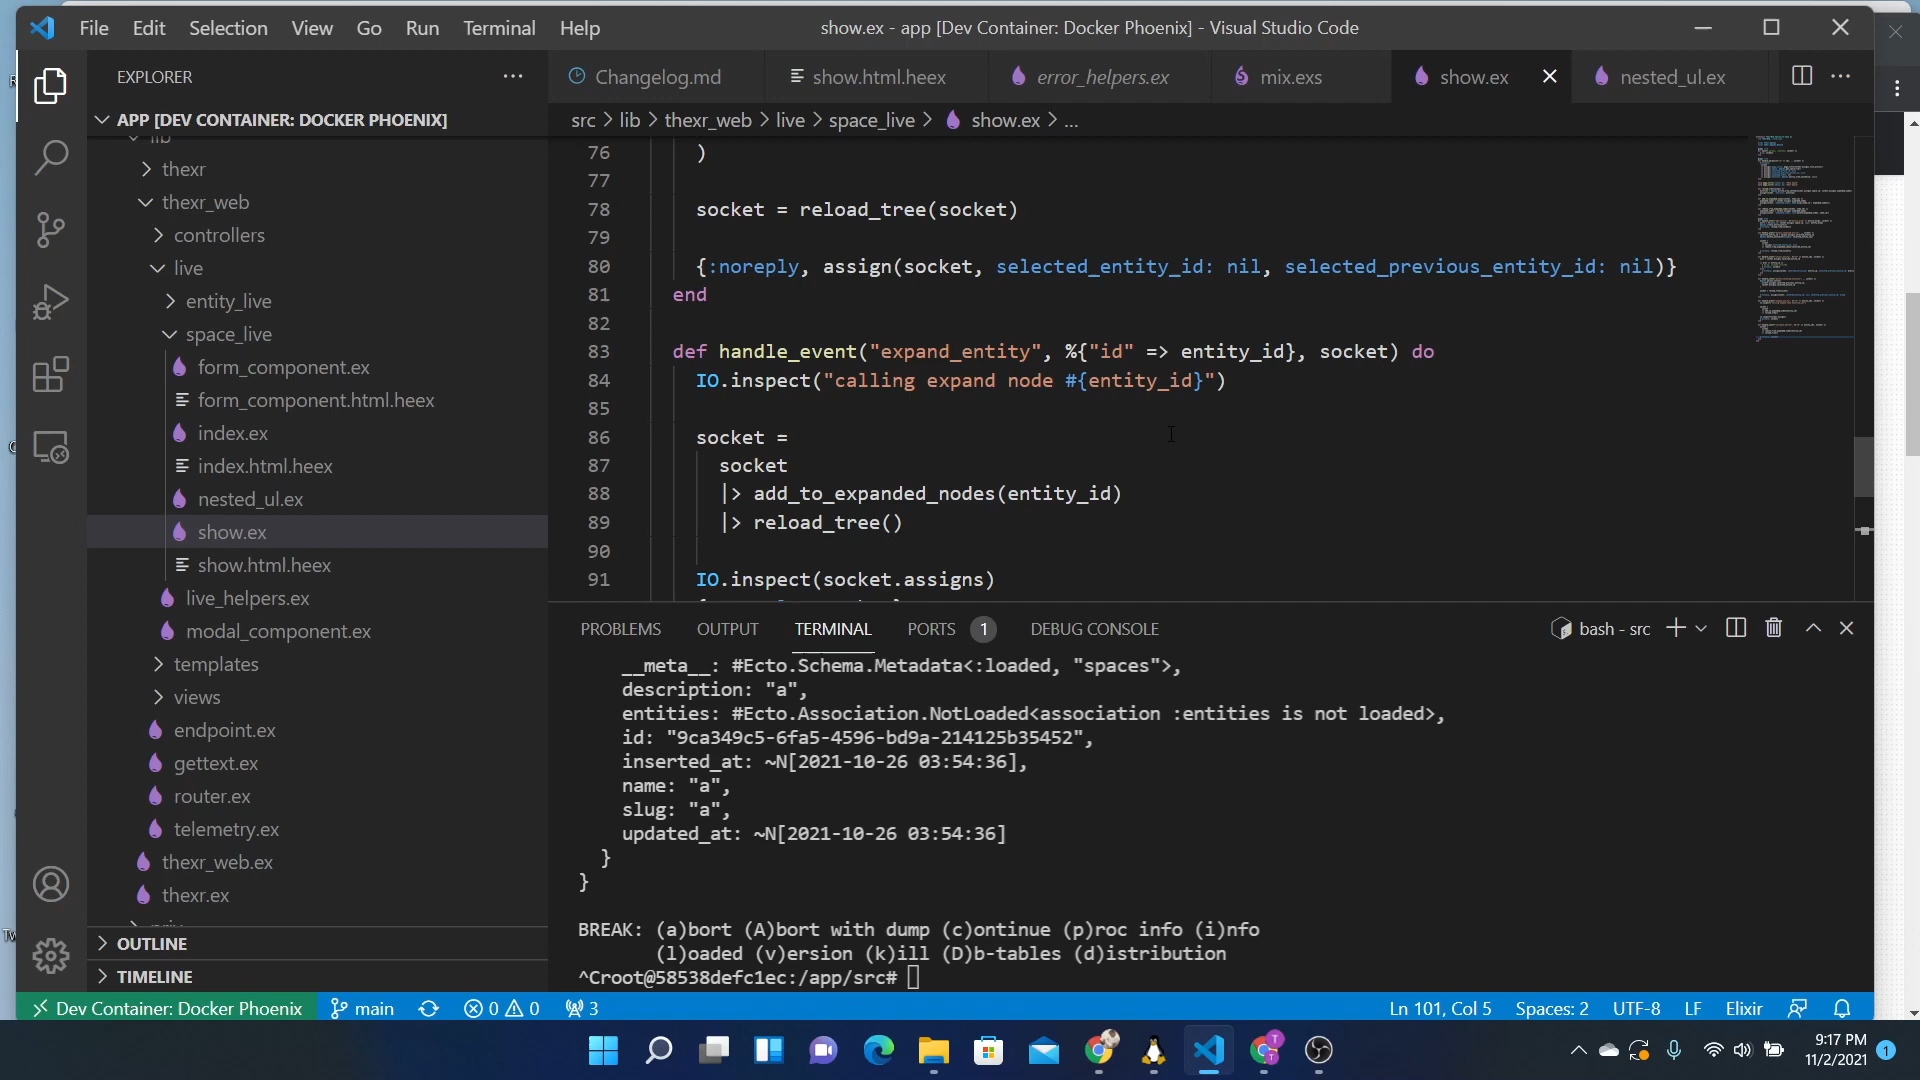 File Edit Selection View Go Run Terminal Help
show.ex - app [Dev Container: Docker Phoenix] - Visual Studio Code
EXPLORER
Changelog.md
show.html.heex
error_helpers.ex
mix.exs
show.ex
nested_ul.ex
APP [DEV CONTAINER: DOCKER PHOENIX]
src > lib > thexr_web > live > space_live > show.ex > ...
lib
thexr
thexr_web
controllers
live
entity_live
space_live
form_component.ex
form_component.html.heex
index.ex
index.html.heex
nested_ul.ex
show.ex
show.html.heex
live_helpers.ex
modal_component.ex
templates
views
endpoint.ex
gettext.ex
router.ex
telemetry.ex
thexr_web.ex
thexr.ex
OUTLINE
TIMELINE
76 )
77
78 socket = reload_tree(socket)
79
80 {:noreply, assign(socket, selected_entity_id: nil, selected_previous_entity_id: nil)}
81 end
82
83 def handle_event("expand_entity", %{"id" => entity_id}, socket) do
84 IO.inspect("calling expand node #{entity_id}")
85
86 socket =
87 socket
88 |> add_to_expanded_nodes(entity_id)
89 |> reload_tree()
90
91 IO.inspect(socket.assigns)
PROBLEMS OUTPUT TERMINAL PORTS 1 DEBUG CONSOLE
bash - src
__meta__: #Ecto.Schema.Metadata<:loaded, "spaces">,
description: "a",
entities: #Ecto.Association.NotLoaded<association :entities is not loaded>,
id: "9ca349c5-6fa5-4596-bd9a-214125b35452",
inserted_at: ~N[2021-10-26 03:54:36],
name: "a",
slug: "a",
updated_at: ~N[2021-10-26 03:54:36]
}
}
BREAK: (a)bort (A)bort with dump (c)ontinue (p)roc info (i)nfo
(l)oaded (v)ersion (k)ill (D)b-tables (d)istribution
^Croot@58538defc1ec:/app/src#
Dev Container: Docker Phoenix
main
0 0
3
Ln 101, Col 5
Spaces: 2
UTF-8
LF
Elixir
9:17 PM
11/2/2021
1